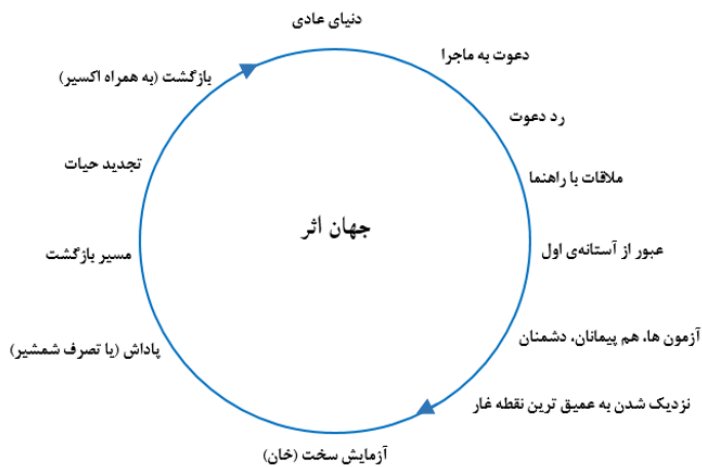 دنیای عادی
دعوت به ماجرا
رد دعوت
ملاقات با راهنما
عبور از آستانه‌ی اول
آزمون ها، هم پیمانان، دشمنان
نزدیک شدن به عمیق ترین نقطه غار
آزمایش سخت (خان)
پاداش (یا تصرف شمشیر)
مسیر بازگشت
تجدید حیات
بازگشت (به همراه اکسیر)
جهان اثر